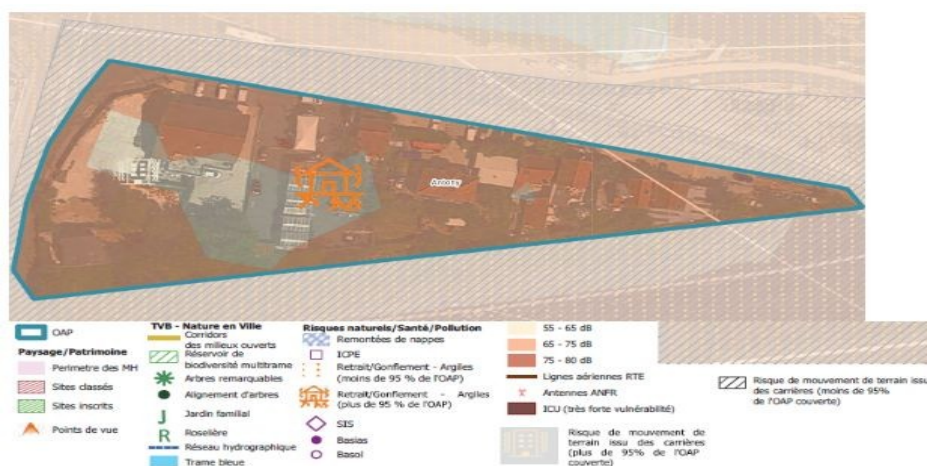 OAP
Paysage/Patrimoine
Perimetre des MH
Sites classés
Sites inscrits
Points de vue
TVB - Nature en Ville
Corridors
des milieux ouverts
Réservoir de
biodiversité multitrame
Arbres remarquables
Alignement d'arbres
J
Jardin familial
R
Roselière
Réseau hydrographique
Trame bleue
Risques naturels/Santé/Pollution
Remontées de nappes
ICPE
Retrait/Gonflement - Argiles
(moins de 95 % de l'OAP)
Retrait/Gonflement - Argiles
(plus de 95 % de l'OAP)
SIS
Basias
Basol
55 - 65 dB
65 - 75 dB
75 - 80 dB
Lignes aériennes RTE
Antennes ANFR
ICU (très forte vulnérabilité)
Risque de mouvement de
terrain issu des carrières
(plus de 95% de l'OAP
couverte)
Risque de mouvement de terrain issu
des carrières (moins de 95%
de l'OAP couverte)